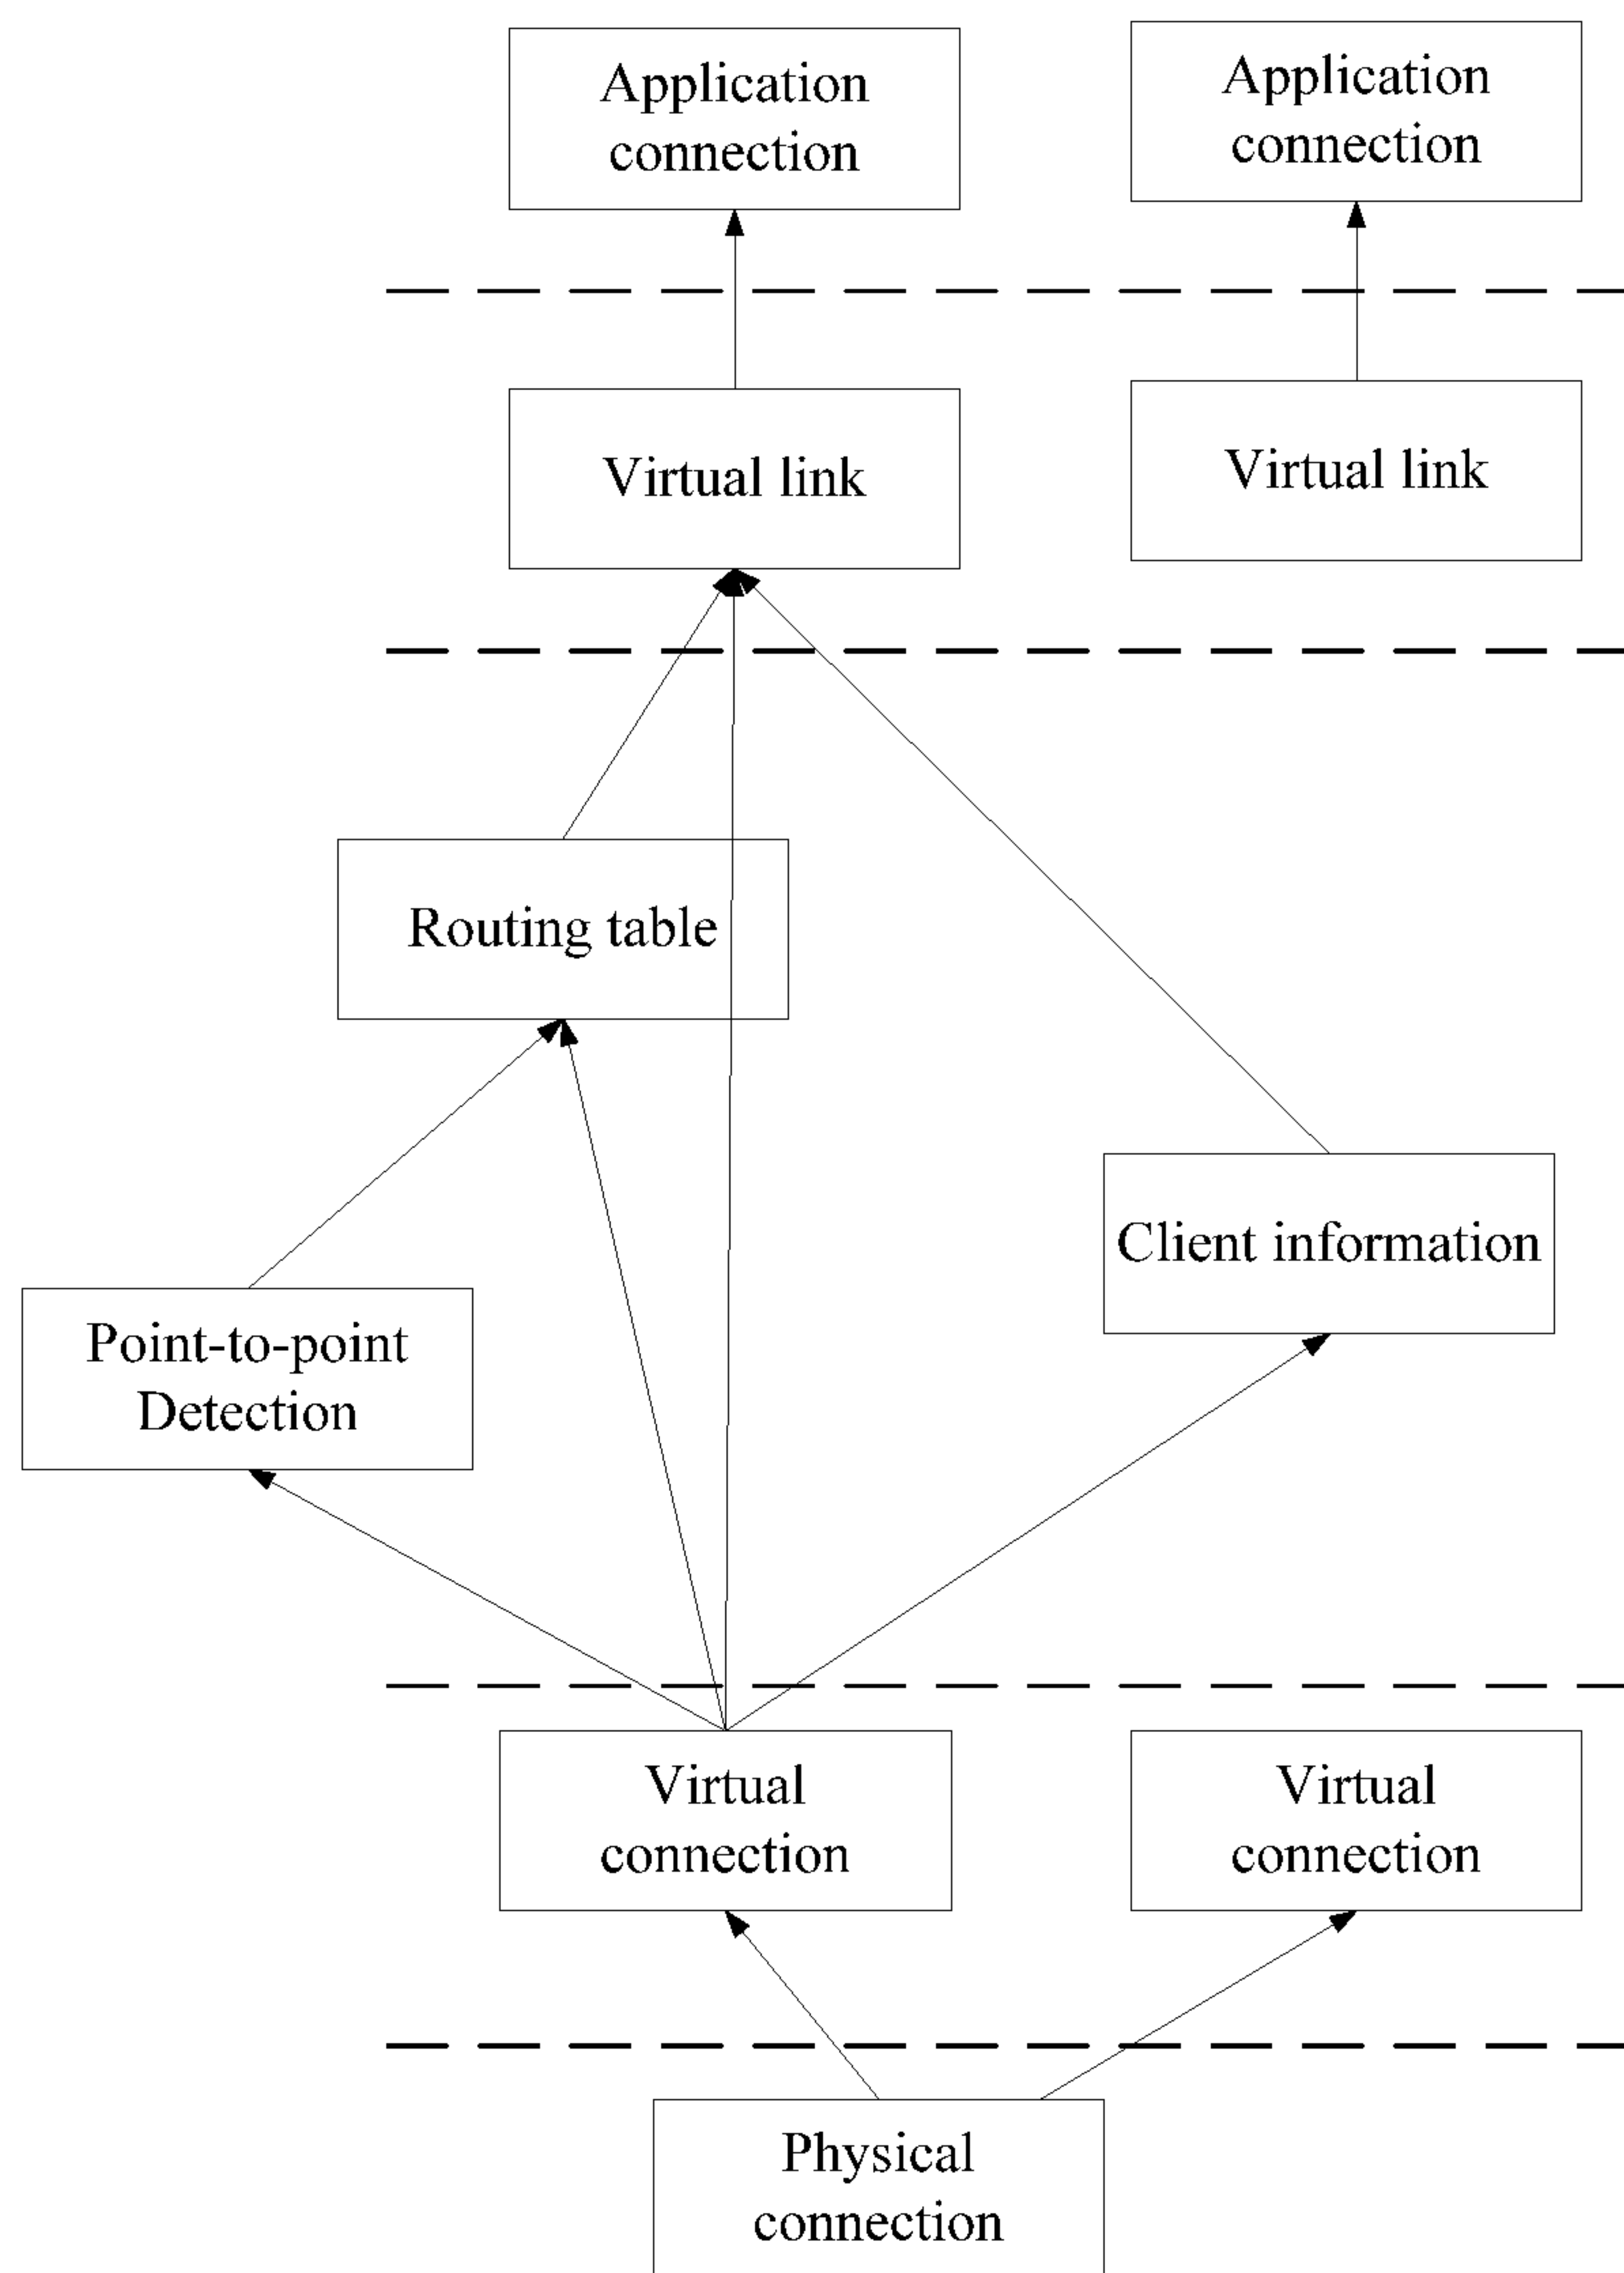 Application
connection
Application
connection
Virtual link
Virtual link
Routing table
Client information
Point-to-point
Detection
Virtual
connection
Virtual
connection
Physical
connection